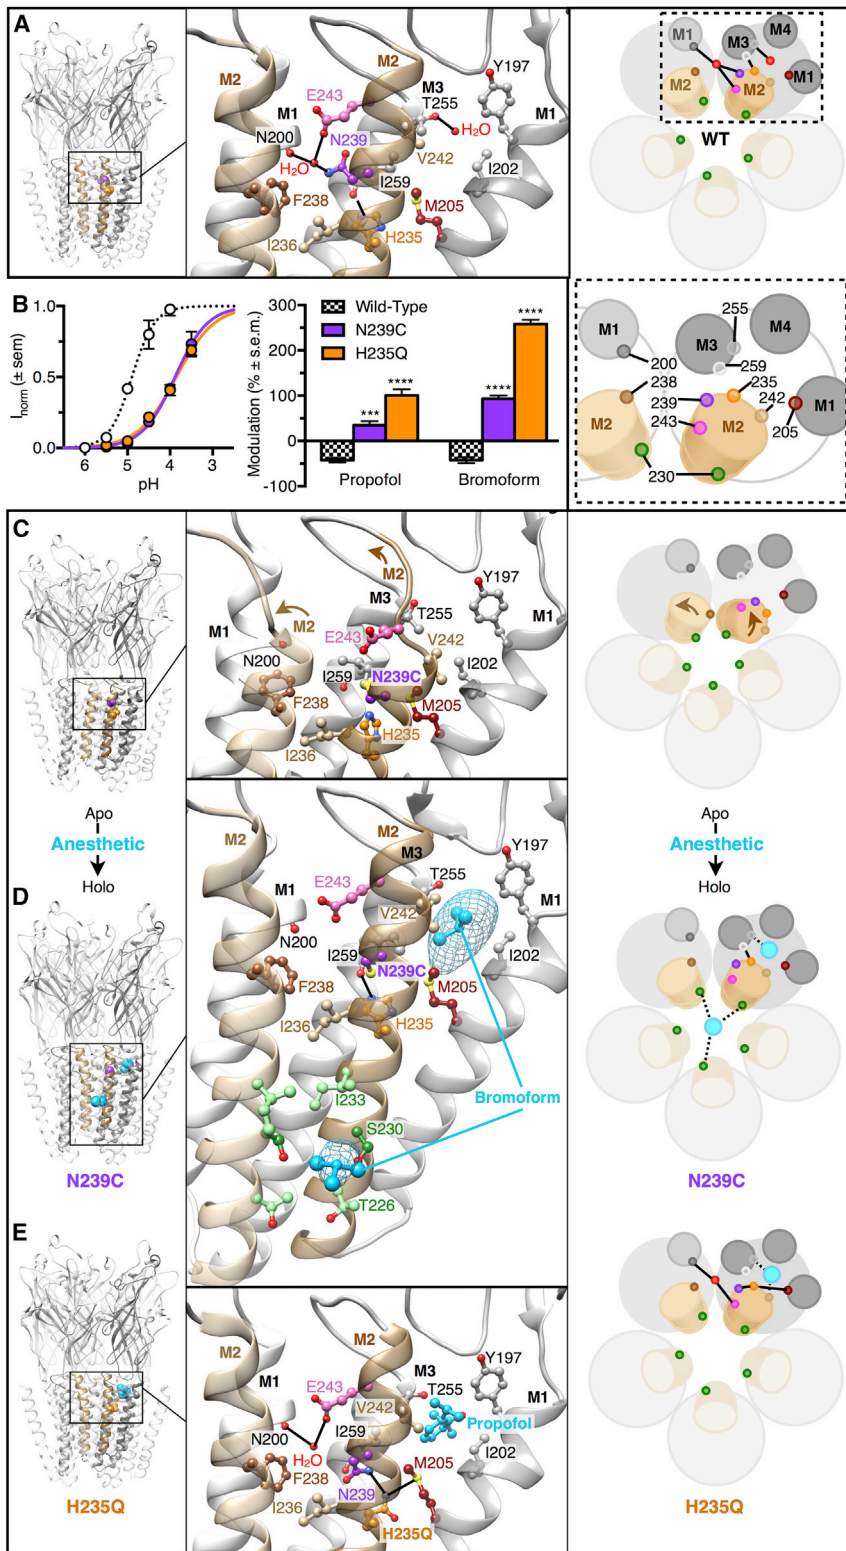 A
M2
M2
M3
M1
M1
Y197
T255
H₂O
E243
N200
N239
H₂O
V242
I259
I202
F238
M205
I236
H235
M1
M3
M4
M2
M2
M1
WT
B
Inorm (± sem)
1.0
0.5
0.0
6
5
4
3
pH
Modulation (% ± s.e.m.)
300
200
100
0
-100
Wild-Type
N239C
H235Q
***
****
****
****
Propofol
Bromoform
M1
M3
M4
255
200
259
238
235
239
242
243
205
M1
M2
M2
230
C
M2
M2
M3
M1
M1
Y197
T255
E243
V242
N200
I259
N239C
I202
F238
M205
H235
I236
Apo
Anesthetic
Holo
Apo
Anesthetic
Holo
D
M2
M2
M3
M1
M1
Y197
T255
E243
V242
N200
I259
N239C
I202
F238
M205
I236
H235
I233
Bromoform
S230
T226
N239C
N239C
E
M2
M2
M3
M1
M1
Y197
E243
T255
V242
Propofol
N200
I259
I202
H₂O
F238
M205
N239
I236
H235Q
H235Q
H235Q